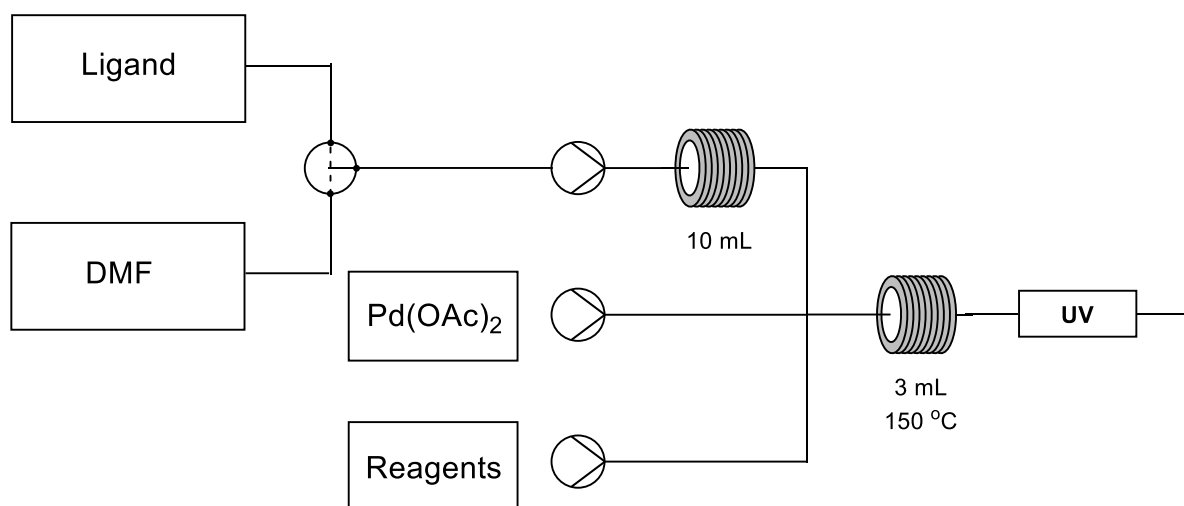 Ligand
DMF
10 mL
Pd(OAc)₂
UV
3 mL
150 °C
Reagents